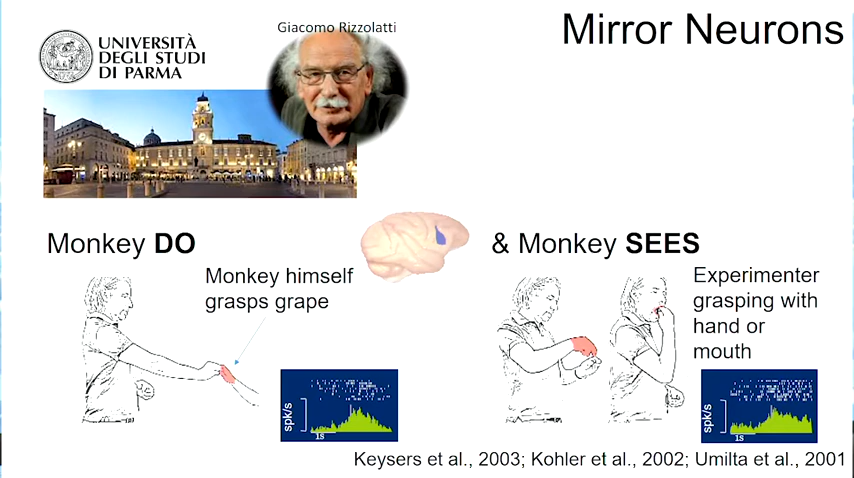 Giacomo Rizzolatti
Mirror Neurons
UNIVERSITÀ
DEGLI STUDI
DI PARMA
Monkey DO
& Monkey SEES
Monkey himself
grasps grape
Experimenter
grasping with
hand or
mouth
spk/s
1S
spk/s
1S
Keysers et al., 2003; Kohler et al., 2002; Umilta et al., 2001